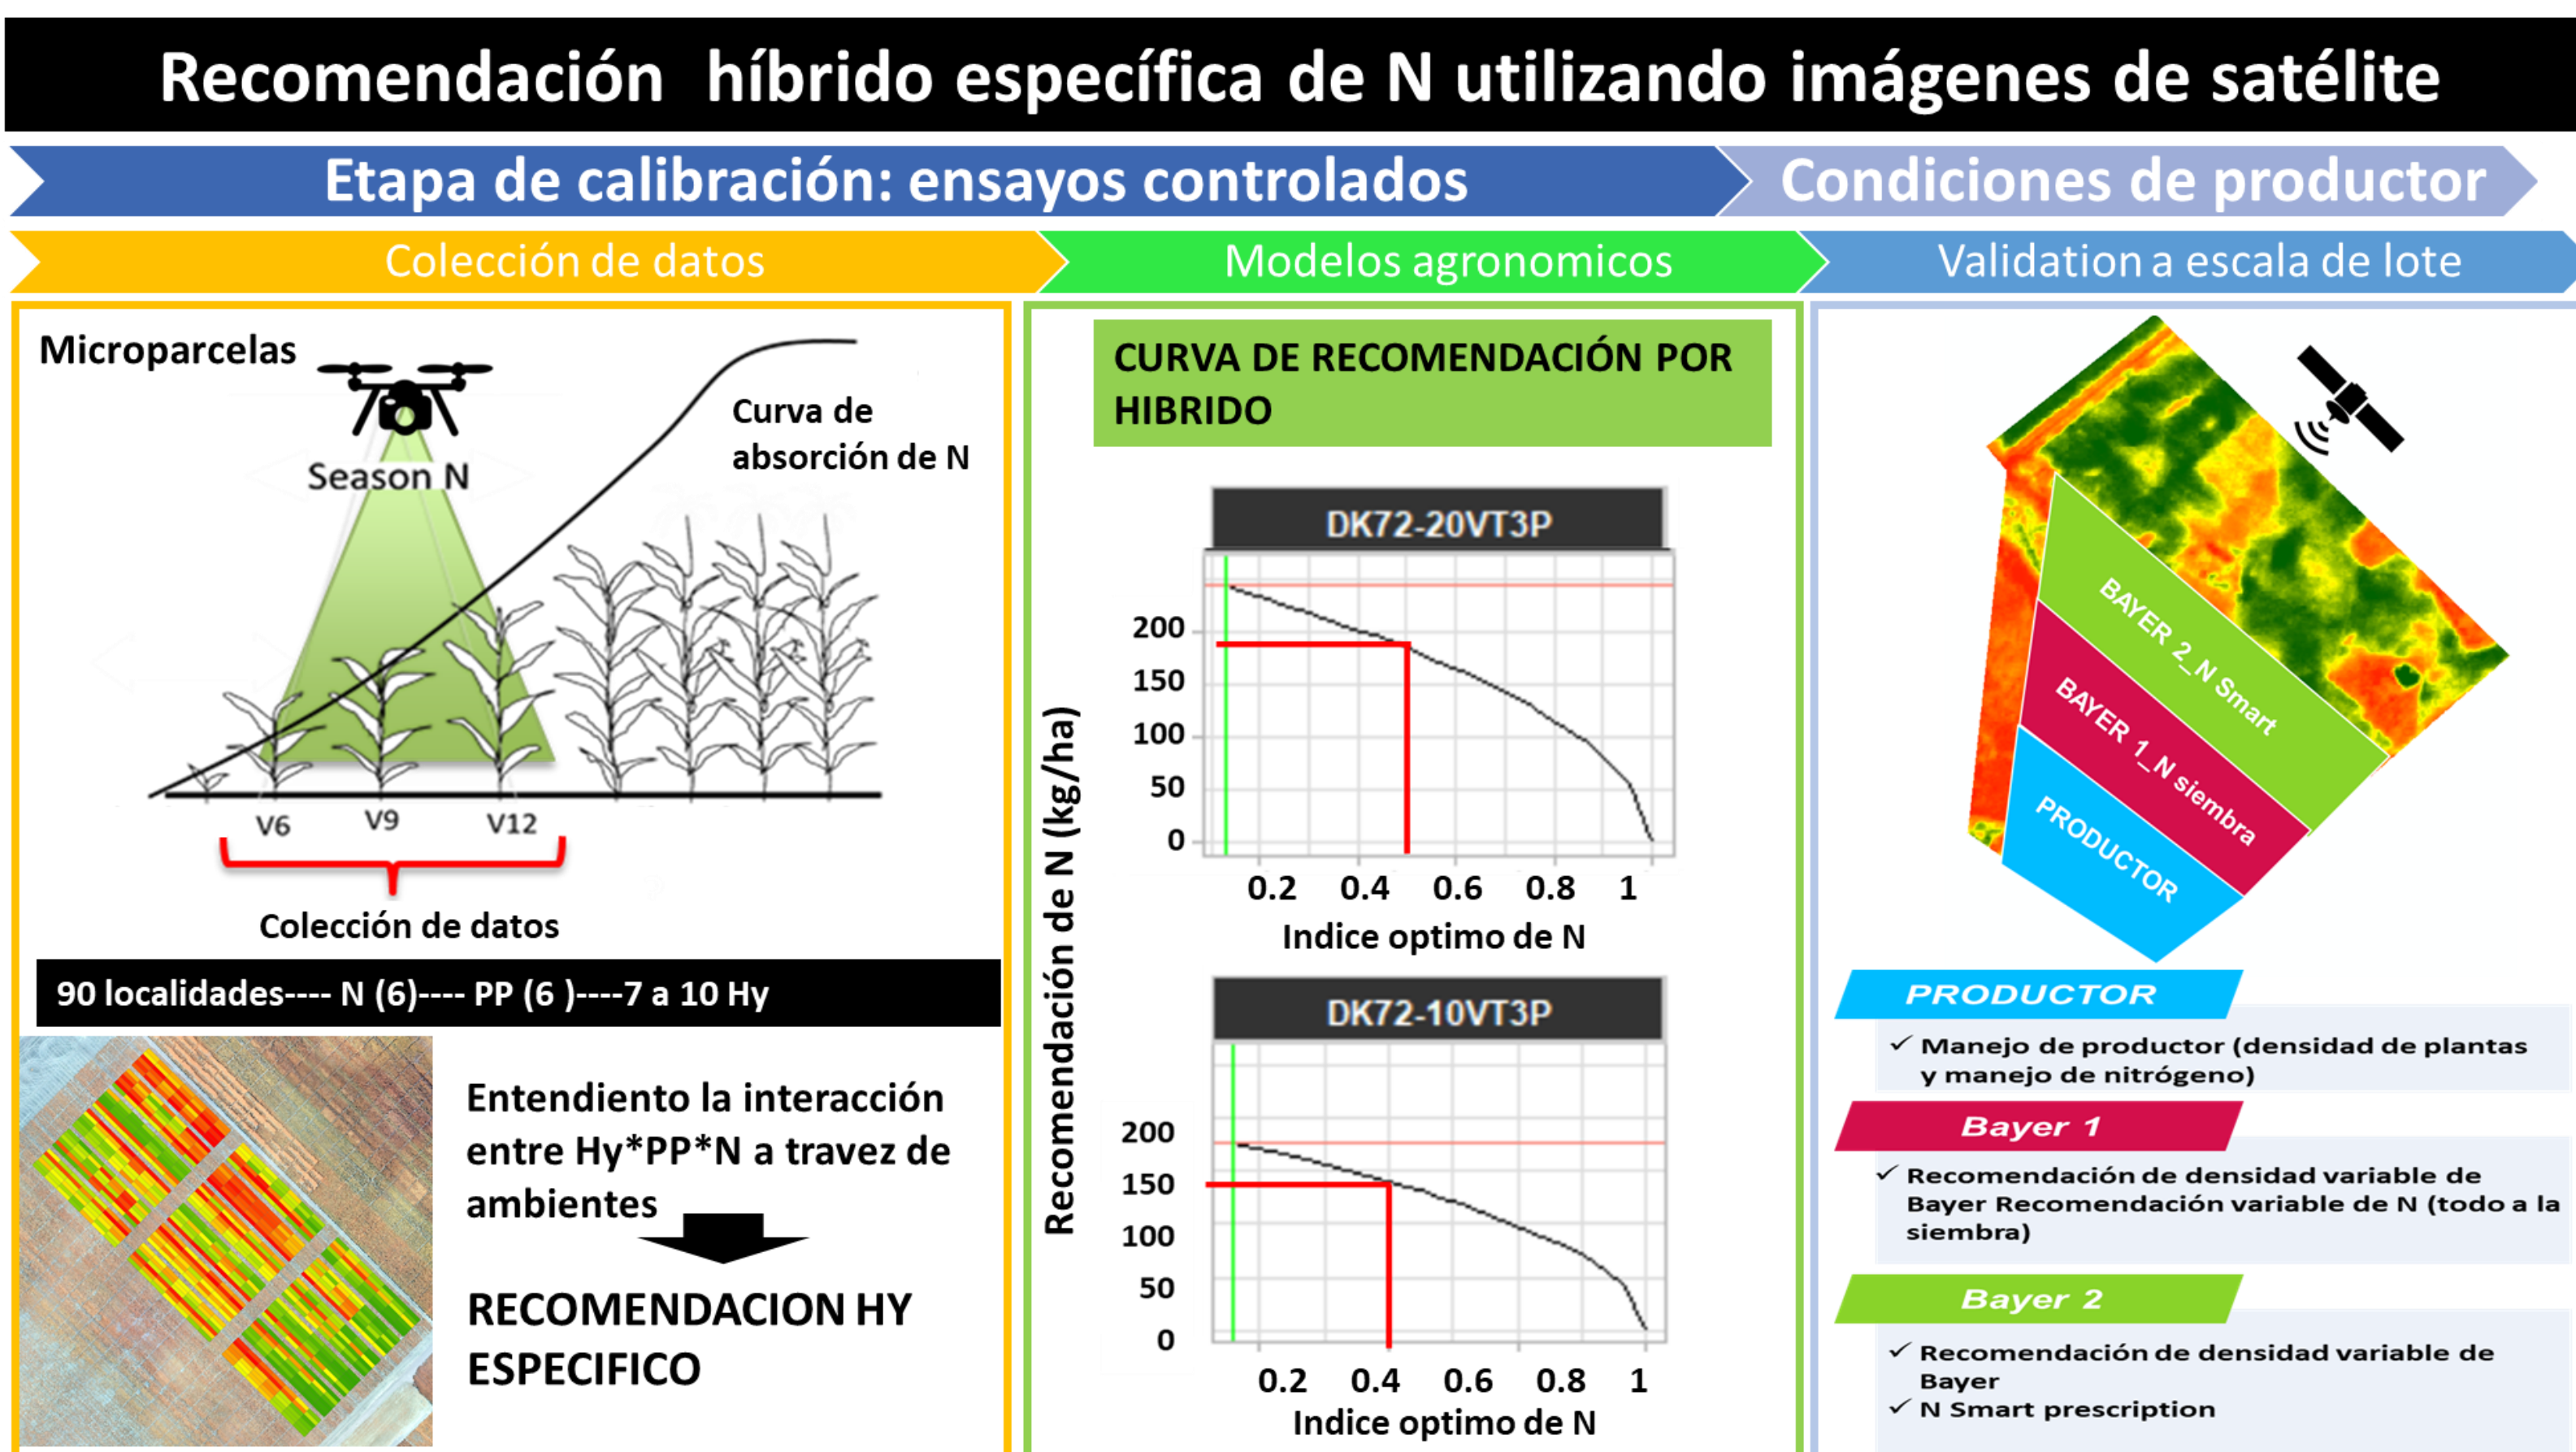 Recomendación híbrido específica de N utilizando imágenes de satélite
Etapa de calibración: ensayos controlados
Condiciones de productor
Colección de datos
Modelos agronomicos
Validation a escala de lote
Microparcelas
Season N
Curva de
absorción de N
V6
V9
V12
Colección de datos
90 localidades---- N (6)---- PP (6 )----7 a 10 Hy
Entendiento la interacción
entre Hy*PP*N a travez de
ambientes
RECOMENDACION HY
ESPECIFICO
CURVA DE RECOMENDACIÓN POR
HIBRIDO
Recomendación de N (kg/ha)
DK72-20VT3P
200
150
100
50
0
0.2 0.4 0.6 0.8 1
Indice optimo de N
DK72-10VT3P
200
150
100
50
0
0.2 0.4 0.6 0.8 1
Indice optimo de N
BAYER 2_N Smart
BAYER 1_N siembra
PRODUCTOR
PRODUCTOR
✓ Manejo de productor (densidad de plantas
y manejo de nitrógeno)
Bayer 1
✓ Recomendación de densidad variable de
Bayer Recomendación variable de N (todo a la
siembra)
Bayer 2
✓ Recomendación de densidad variable de
Bayer
✓ N Smart prescription